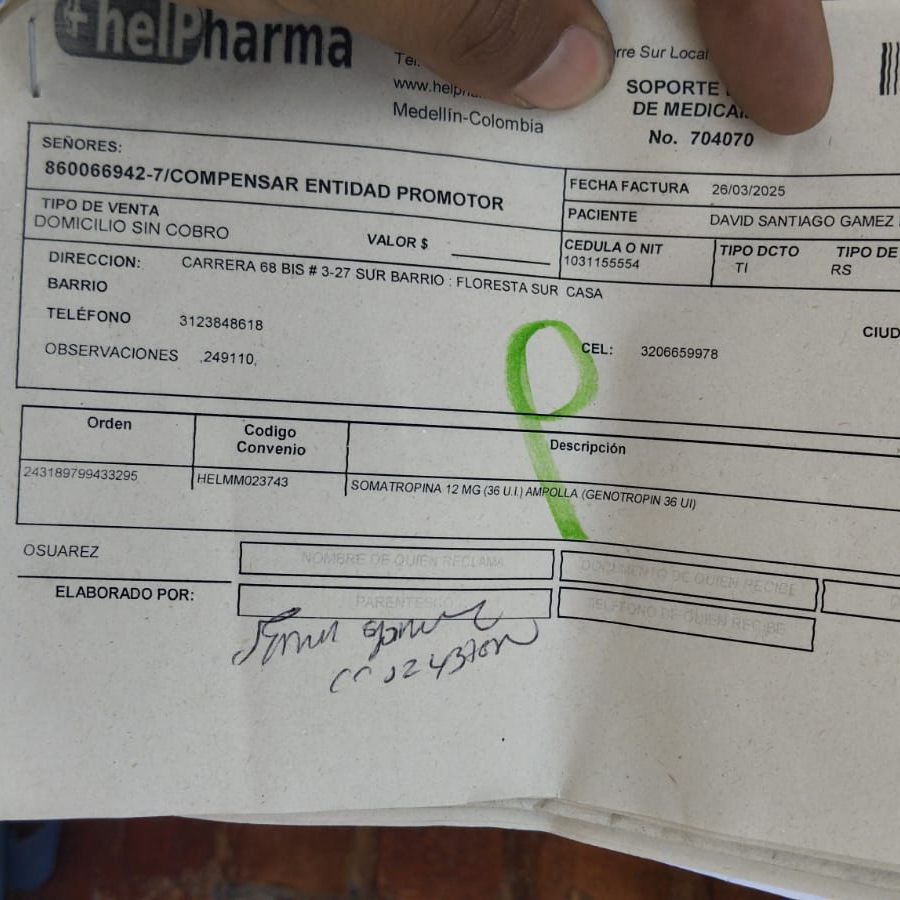 helPharma
Tel.
www.helpha
Medellín-Colombia
rre Sur Local
SOPORTE
DE MEDICA
No. 704070
SEÑORES:
860066942-7/COMPENSAR ENTIDAD PROMOTOR
FECHA FACTURA 26/03/2025
PACIENTE DAVID SANTIAGO GAMEZ
TIPO DE VENTA
DOMICILIO SIN COBRO
VALOR $
CEDULA O NIT
1031155554
TIPO DCTO
TI
TIPO DE
RS
DIRECCION: CARRERA 68 BIS # 3-27 SUR BARRIO : FLORESTA SUR CASA
BARRIO
TELÉFONO 3123848618
CIUD
OBSERVACIONES ,249110,
CEL: 3206659978
Orden
Codigo
Convenio
Descripción
243189799433295
HELMM023743
SOMATROPINA 12 MG (36 U.I.) AMPOLLA (GENOTROPIN 36 UI)
OSUAREZ
NOMBRE DE QUIEN RECLAMA
DOCUMENTO DE QUIEN RECIBE
ELABORADO POR:
PARENTESCO
TELEFONO DE QUIEN RECIBE